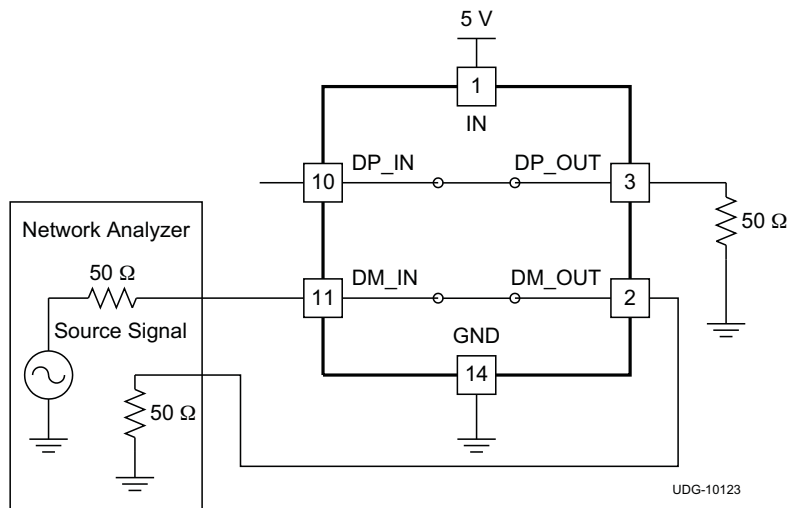 5 V
1
IN
DP_IN
DP_OUT
10
3
50 Ω
Network Analyzer
50 Ω
11
DM_IN
DM_OUT
2
Source Signal
GND
14
50 Ω
UDG-10123